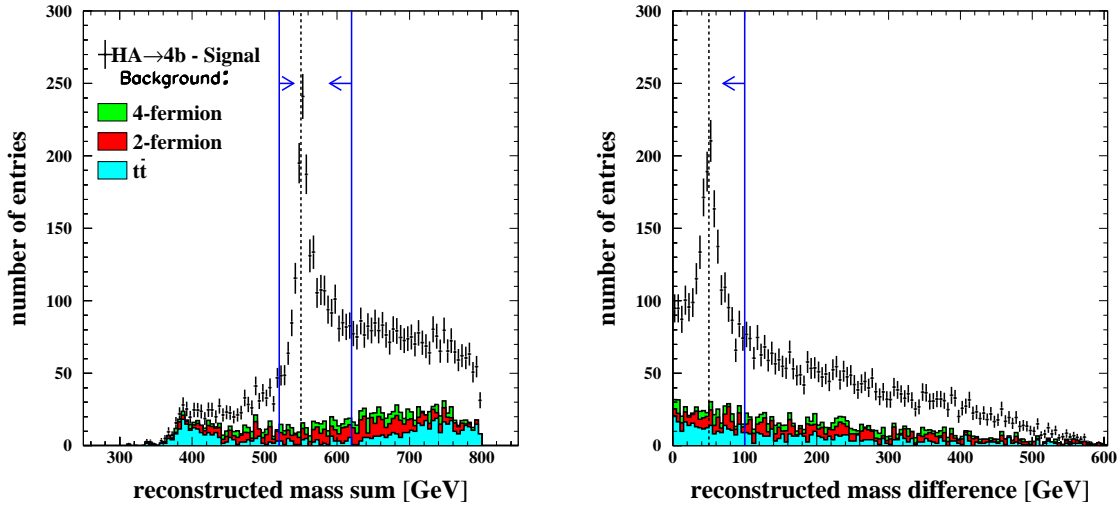 300
250
200
150
100
50
0
number of entries
HA→4b - Signal
Background:
4-fermion
2-fermion
tt̄
300 400 500 600 700 800
reconstructed mass sum [GeV]
300
250
200
150
100
50
0
number of entries
0 100 200 300 400 500 600
reconstructed mass difference [GeV]